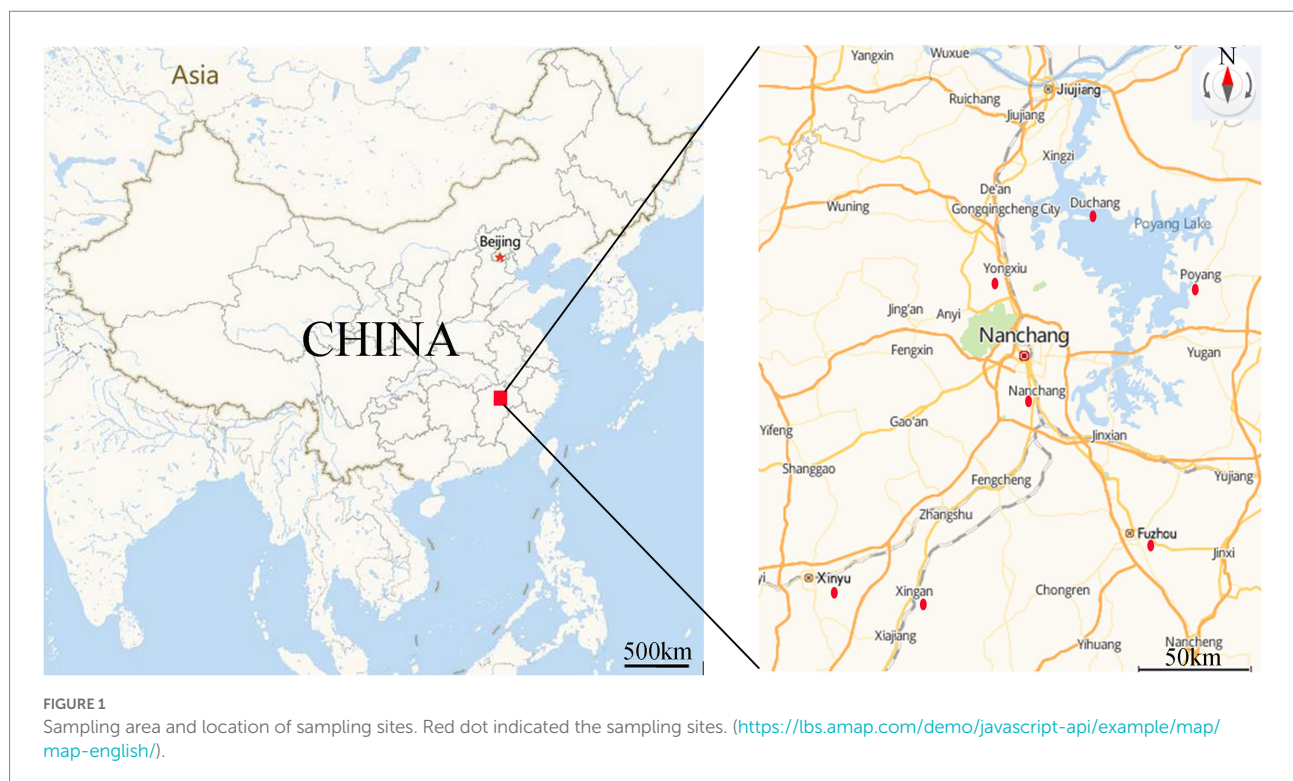 Asia
Beijing
CHINA
500km
N
Yangxin
Wuxue
Jiujiang
Ruichang
Jiujiang
Xingzi
De'an
Duchang
Wuning
Gongqingcheng City
Poyang Lake
Yongxiu
Poyang
Jing'an
Anyi
Nanchang
Fengxin
Yugan
Nanchang
Gao'an
Yifeng
Jinxian
Shanggao
Fengcheng
Yujiang
Zhangshu
Fuzhou
Jinxi
yi
Xinyu
Xingan
Chongren
Xiajiang
Yihuang
Nancheng
50km
FIGURE 1
Sampling area and location of sampling sites. Red dot indicated the sampling sites. (https://lbs.amap.com/demo/javascript-api/example/map/
map-english/).